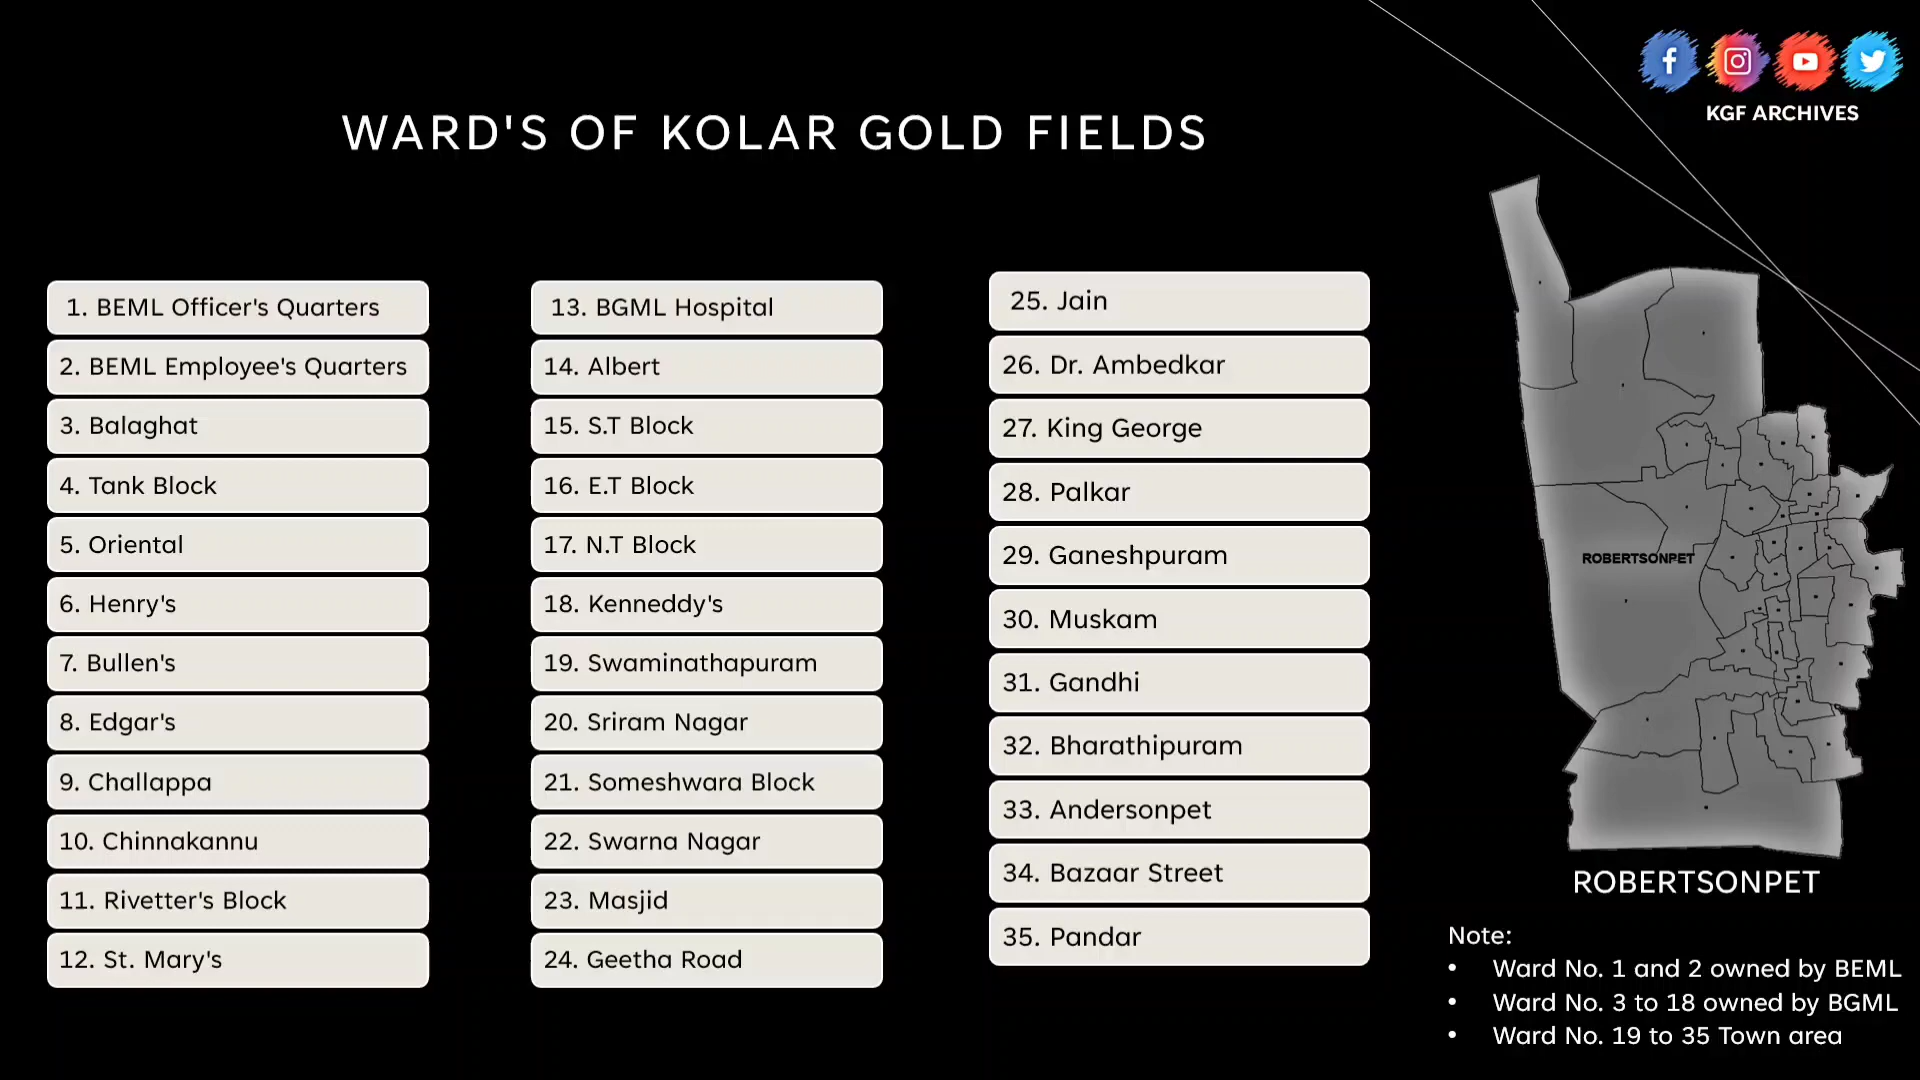 KGF ARCHIVES
WARD'S OF KOLAR GOLD FIELDS
1. BEML Officer's Quarters
2. BEML Employee's Quarters
3. Balaghat
4. Tank Block
5. Oriental
6. Henry's
7. Bullen's
8. Edgar's
9. Challappa
10. Chinnakannu
11. Rivetter's Block
12. St. Mary's
13. BGML Hospital
14. Albert
15. S.T Block
16. E.T Block
17. N.T Block
18. Kenneddy's
19. Swaminathapuram
20. Sriram Nagar
21. Someshwara Block
22. Swarna Nagar
23. Masjid
24. Geetha Road
25. Jain
26. Dr. Ambedkar
27. King George
28. Palkar
29. Ganeshpuram
30. Muskam
31. Gandhi
32. Bharathipuram
33. Andersonpet
34. Bazaar Street
35. Pandar
ROBERTSONPET
ROBERTSONPET
Note:
• Ward No. 1 and 2 owned by BEML
• Ward No. 3 to 18 owned by BGML
• Ward No. 19 to 35 Town area